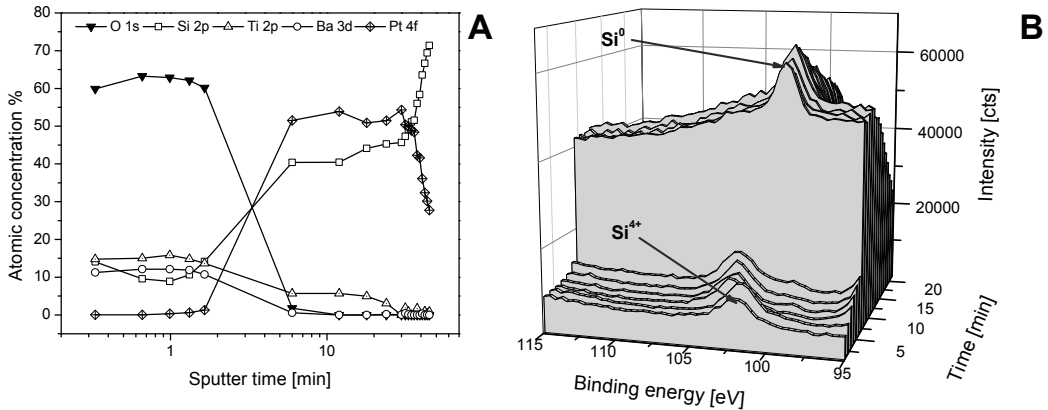 O 1s Si 2p Ti 2p Ba 3d Pt 4f
A
80
70
60
50
40
30
20
10
0
Atomic concentration %
1
10
Sputter time [min]
B
Si⁰
Si⁴⁺
60000
40000
20000
Intensity [cts]
20
15
10
5
Time [min]
115
110
105
100
95
Binding energy [eV]